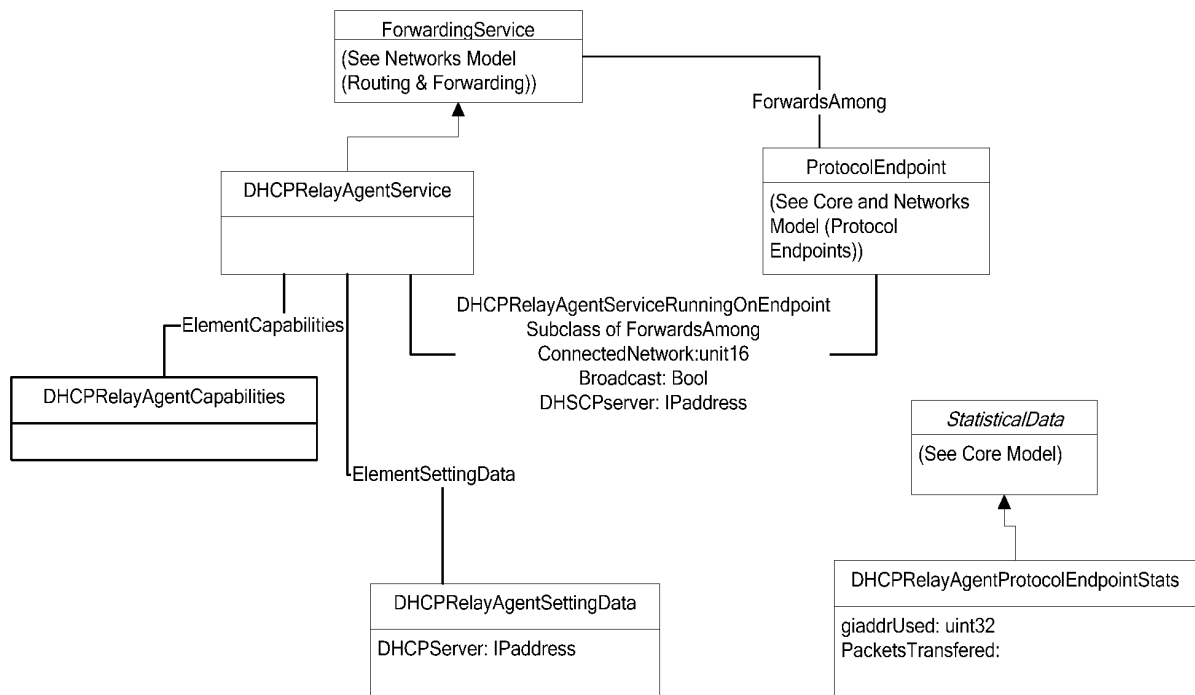 ForwardingService
(See Networks Model
(Routing & Forwarding))
ForwardsAmong
ProtocolEndpoint
(See Core and Networks
Model (Protocol
Endpoints))
DHCPRelayAgentService
DHCPRelayAgentServiceRunningOnEndpoint
Subclass of ForwardsAmong
ConnectedNetwork:unit16
Broadcast: Bool
DHSCPserver: IPaddress
ElementCapabilities
DHCPRelayAgentCapabilities
ElementSettingData
StatisticalData
(See Core Model)
DHCPRelayAgentSettingData
DHCPServer: IPaddress
DHCPRelayAgentProtocolEndpointStats
giaddrUsed: uint32
PacketsTransfered: